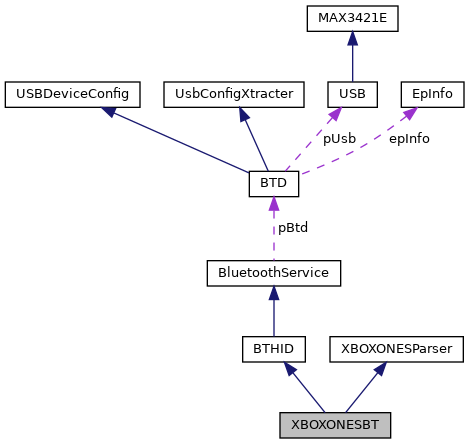 MAX3421E
USBDeviceConfig
UsbConfigXtracter
USB
EpInfo
pUsb
epInfo
BTD
pBtd
BluetoothService
BTHID
XBOXONESParser
XBOXONESBT